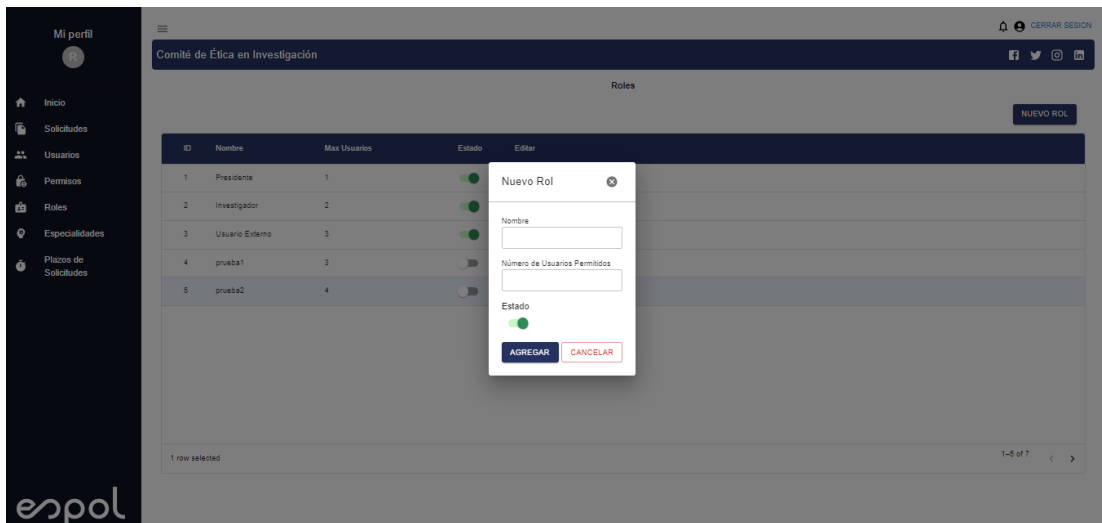 Mi perfil
R
CERRAR SESION
Comité de Ética en Investigación
Roles
NUEVO ROL
Inicio
Solicitudes
Usuarios
Permisos
Roles
Especialidades
Plazos de
Solicitudes
ID Nombre Max Usuarios Estado Editar
1 Presidente 1
2 Investigador 2
3 Usuario Externo 3
4 prueba1 3
5 prueba2 4
Nuevo Rol
Nombre
Número de Usuarios Permitidos
Estado
AGREGAR CANCELAR
1 row selected
1–5 of 7
espol